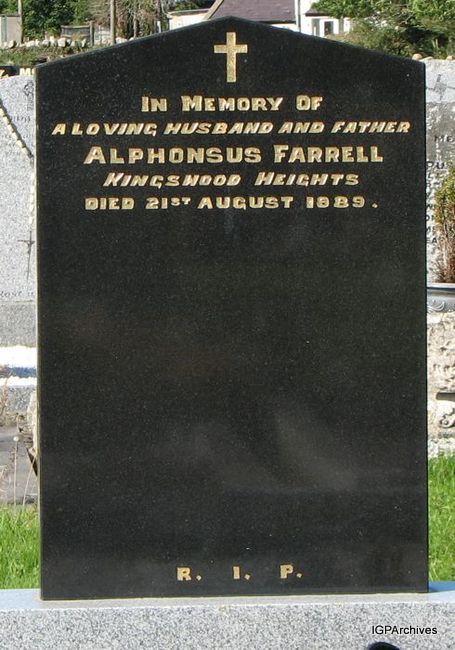 In Memory Of
A LOVING HUSBAND AND FATHER
ALPHONSUS FARRELL
KINGSWOOD HEIGHTS
DIED 21ST AUGUST 1989.
R. I. P.
IGPArchives